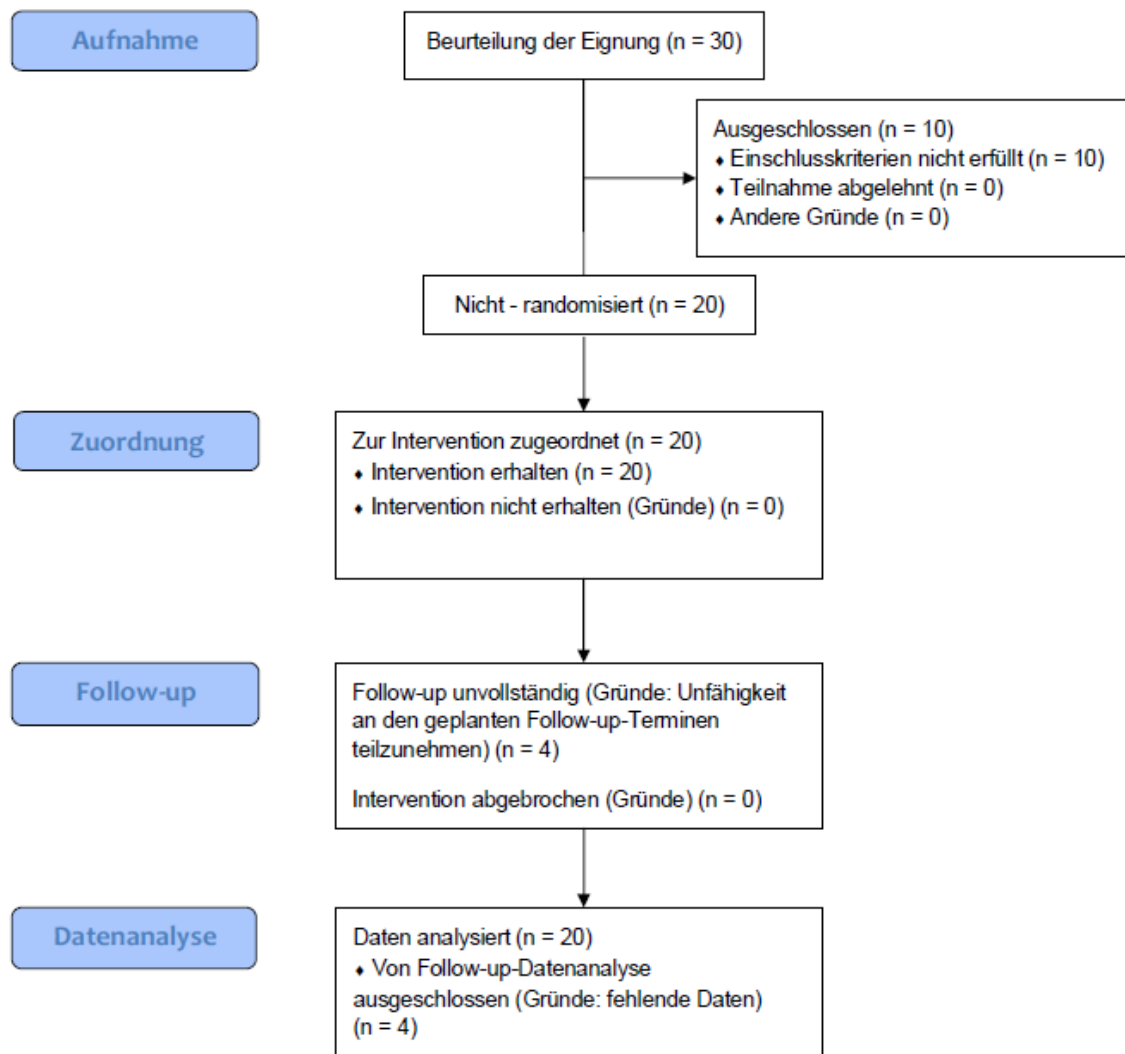 Aufnahme
Beurteilung der Eignung (n = 30)
Ausgeschlossen (n = 10)
⬧ Einschlusskriterien nicht erfüllt (n = 10)
⬧ Teilnahme abgelehnt (n = 0)
⬧ Andere Gründe (n = 0)
Nicht - randomisiert (n = 20)
Zuordnung
Zur Intervention zugeordnet (n = 20)
⬧ Intervention erhalten (n = 20)
⬧ Intervention nicht erhalten (Gründe) (n = 0)
Follow-up
Follow-up unvollständig (Gründe: Unfähigkeit
an den geplanten Follow-up-Terminen
teilzunehmen) (n = 4)
Intervention abgebrochen (Gründe) (n = 0)
Datenanalyse
Daten analysiert (n = 20)
⬧ Von Follow-up-Datenanalyse
ausgeschlossen (Gründe: fehlende Daten)
(n = 4)